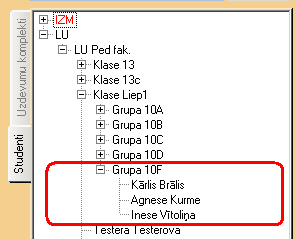 Uzdevumu komplekti
Studenti
IZM
LU
LU Ped fak.
Klase 13
Klase 13c
Klase Liep1
Grupa 10A
Grupa 10B
Grupa 10C
Grupa 10D
Grupa 10F
Kārlis Brālis
Agnese Kurme
Inese Vītoliņa
Testera Testerova